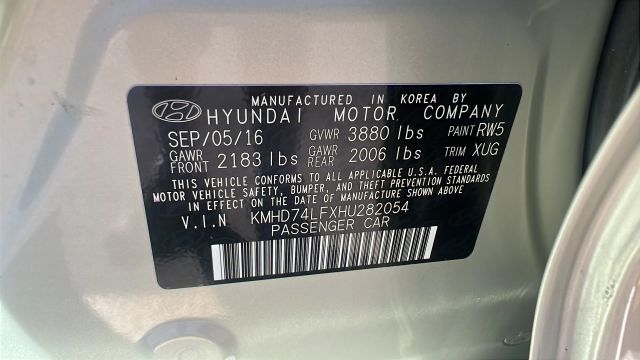 MANUFACTURED IN KOREA BY
HYUNDAI MOTOR COMPANY
SEP/05/16 GVWR 3880 lbs PAINT RW5
GAWR FRONT 2183 lbs GAWR REAR 2006 lbs TRIM XUG
THIS VEHICLE CONFORMS TO ALL APPLICABLE U.S.A. FEDERAL
MOTOR VEHICLE SAFETY, BUMPER, AND THEFT PREVENTION STANDARDS
IN EFFECT ON THE DATE OF MANUFACTURE SHOWN ABOVE.
V.I.N KMHD74LFXHU282054
PASSENGER CAR